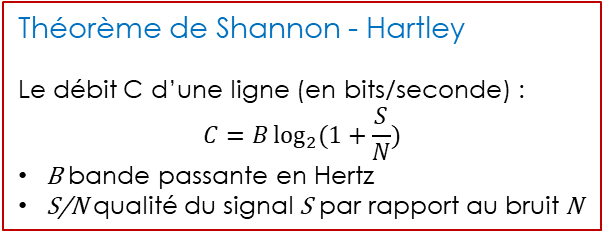 Théorème de Shannon - Hartley
Le débit C d'une ligne (en bits/seconde) :
C = B log₂(1 + S/N)
• B bande passante en Hertz
• S/N qualité du signal S par rapport au bruit N